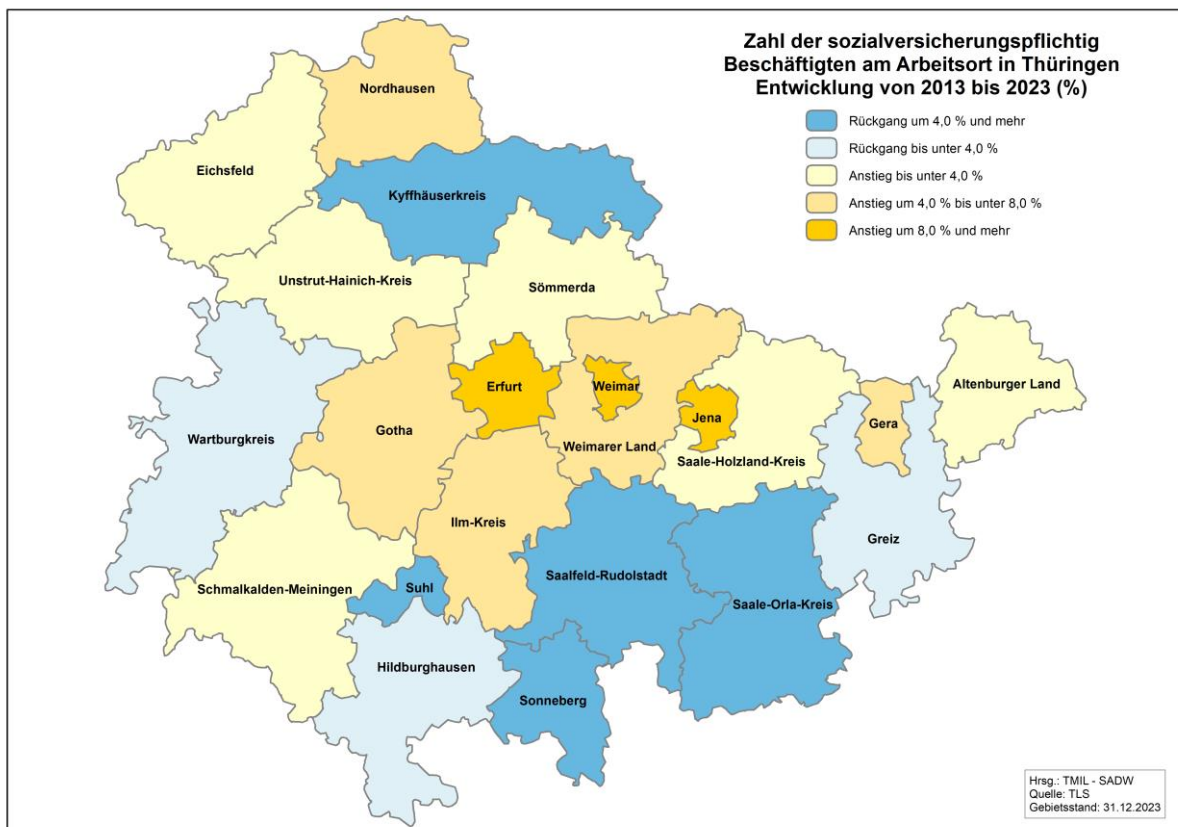 Zahl der sozialversicherungspflichtig
Beschäftigten am Arbeitsort in Thüringen
Entwicklung von 2013 bis 2023 (%)
Rückgang um 4,0 % und mehr
Rückgang bis unter 4,0 %
Anstieg bis unter 4,0 %
Anstieg um 4,0 % bis unter 8,0 %
Anstieg um 8,0 % und mehr
Nordhausen
Eichsfeld
Kyffhäuserkreis
Unstrut-Hainich-Kreis
Sömmerda
Erfurt
Weimar
Altenburger Land
Jena
Gera
Wartburgkreis
Gotha
Weimarer Land
Saale-Holzland-Kreis
Ilm-Kreis
Greiz
Saalfeld-Rudolstadt
Schmalkalden-Meiningen
Suhl
Saale-Orla-Kreis
Hildburghausen
Sonneberg
Hrsg.: TMIL - SADW
Quelle: TLS
Gebietsstand: 31.12.2023